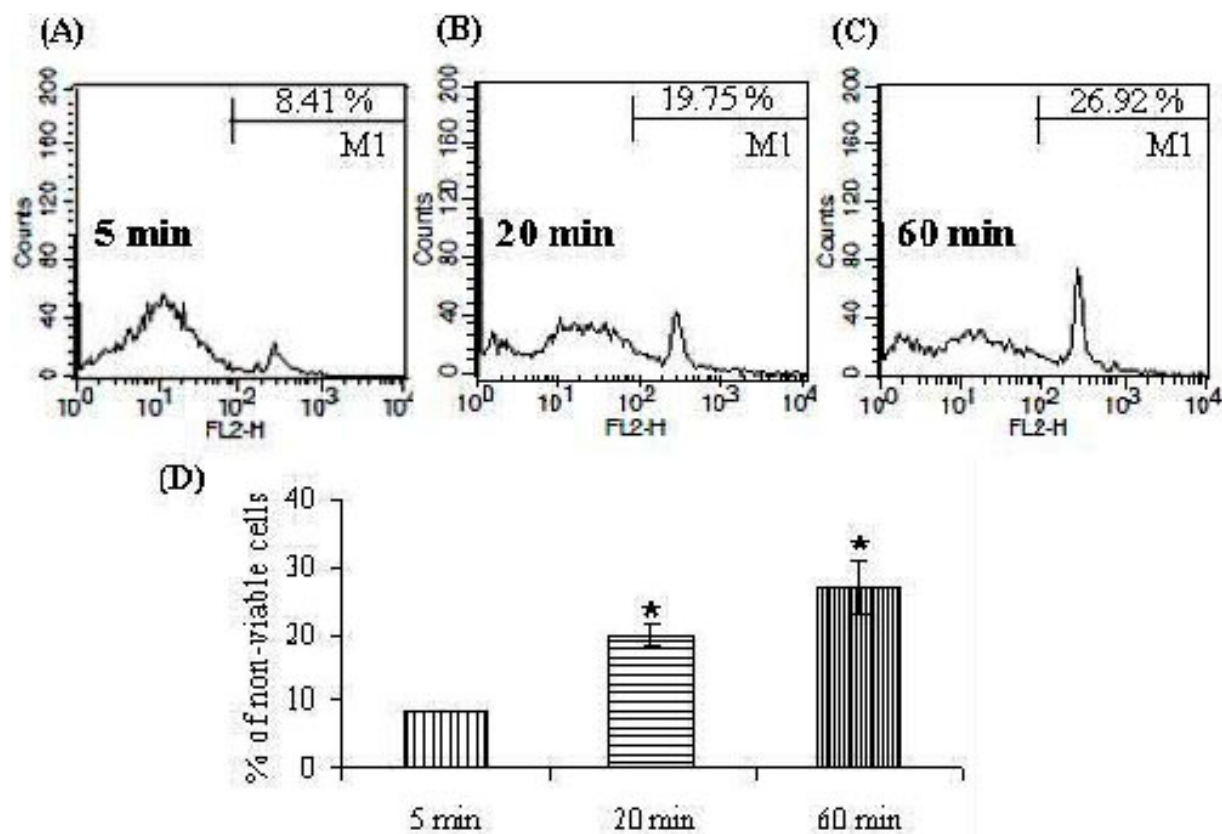 (A)
200
160
120
80
40
0
Counts
8.41 %
M1
5 min
10⁰ 10¹ 10² 10³ 10⁴
FL2-H
(B)
200
160
120
80
40
0
Counts
19.75 %
M1
20 min
10⁰ 10¹ 10² 10³ 10⁴
FL2-H
(C)
200
160
120
80
40
0
Counts
26.92 %
M1
60 min
10⁰ 10¹ 10² 10³ 10⁴
FL2-H
(D)
% of non-viable cells
40
30
20
10
0
*
*
5 min 20 min 60 min